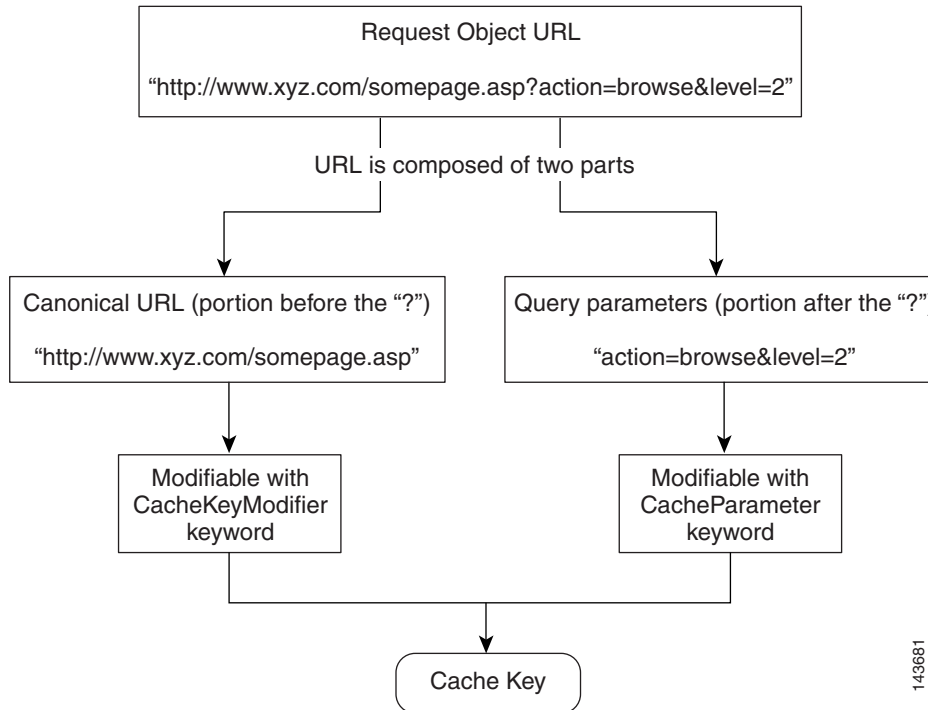 Request Object URL
“http://www.xyz.com/somepage.asp?action=browse&level=2”
URL is composed of two parts
Canonical URL (portion before the “?”)
“http://www.xyz.com/somepage.asp”
Query parameters (portion after the “?”)
“action=browse&level=2”
Modifiable with
CacheKeyModifier
keyword
Modifiable with
CacheParameter
keyword
Cache Key
143681